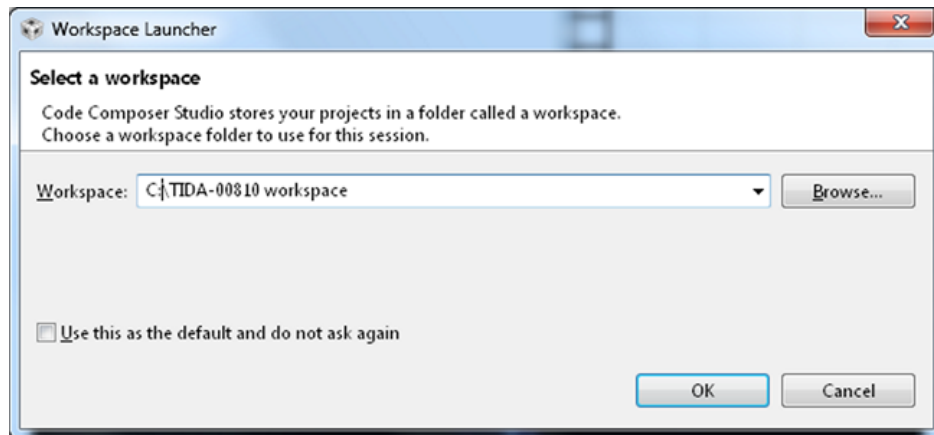 Workspace Launcher
Select a workspace
Code Composer Studio stores your projects in a folder called a workspace.
Choose a workspace folder to use for this session.
Workspace: C:\TIDA-00810 workspace Browse...
Use this as the default and do not ask again
OK Cancel